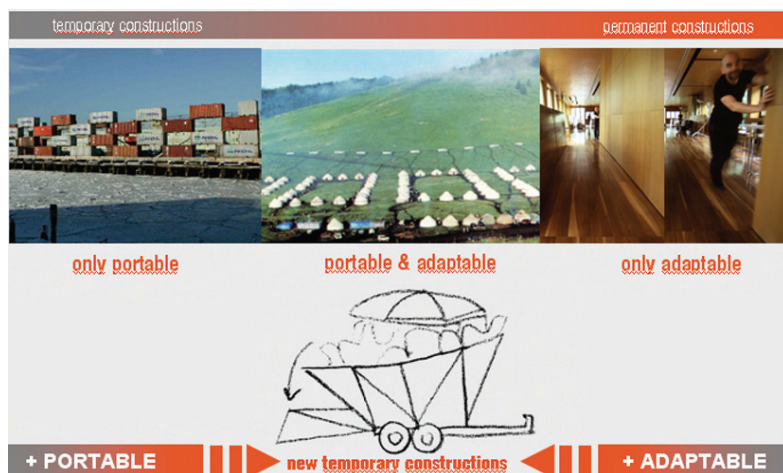 temporary constructions
permanent constructions
only portable
portable & adaptable
only adaptable
+ PORTABLE
new temporary constructions
+ ADAPTABLE